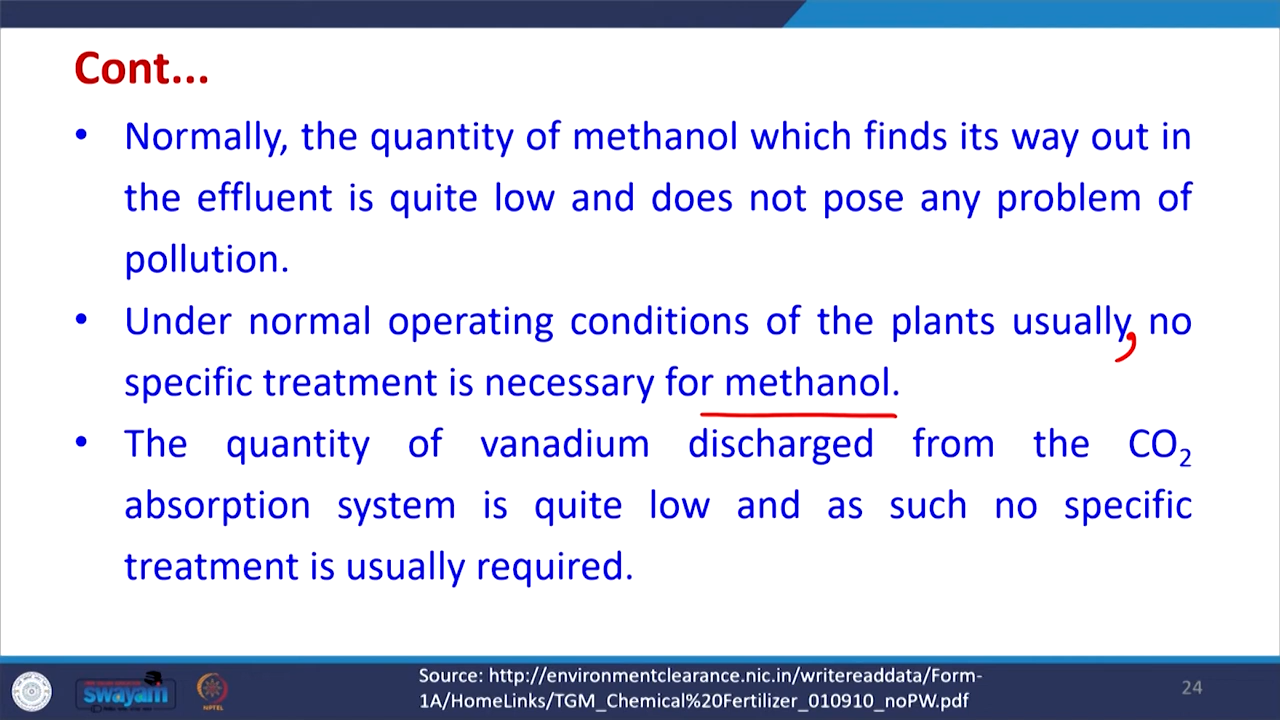 Cont...
• Normally, the quantity of methanol which finds its way out in
the effluent is quite low and does not pose any problem of
pollution.
• Under normal operating conditions of the plants usually, no
specific treatment is necessary for methanol.
• The quantity of vanadium discharged from the CO₂
absorption system is quite low and as such no specific
treatment is usually required.
Source: http://environmentclearance.nic.in/writereaddata/Form-
1A/HomeLinks/TGM_Chemical%20Fertilizer_010910_noPW.pdf
24
swayam
NPTEL